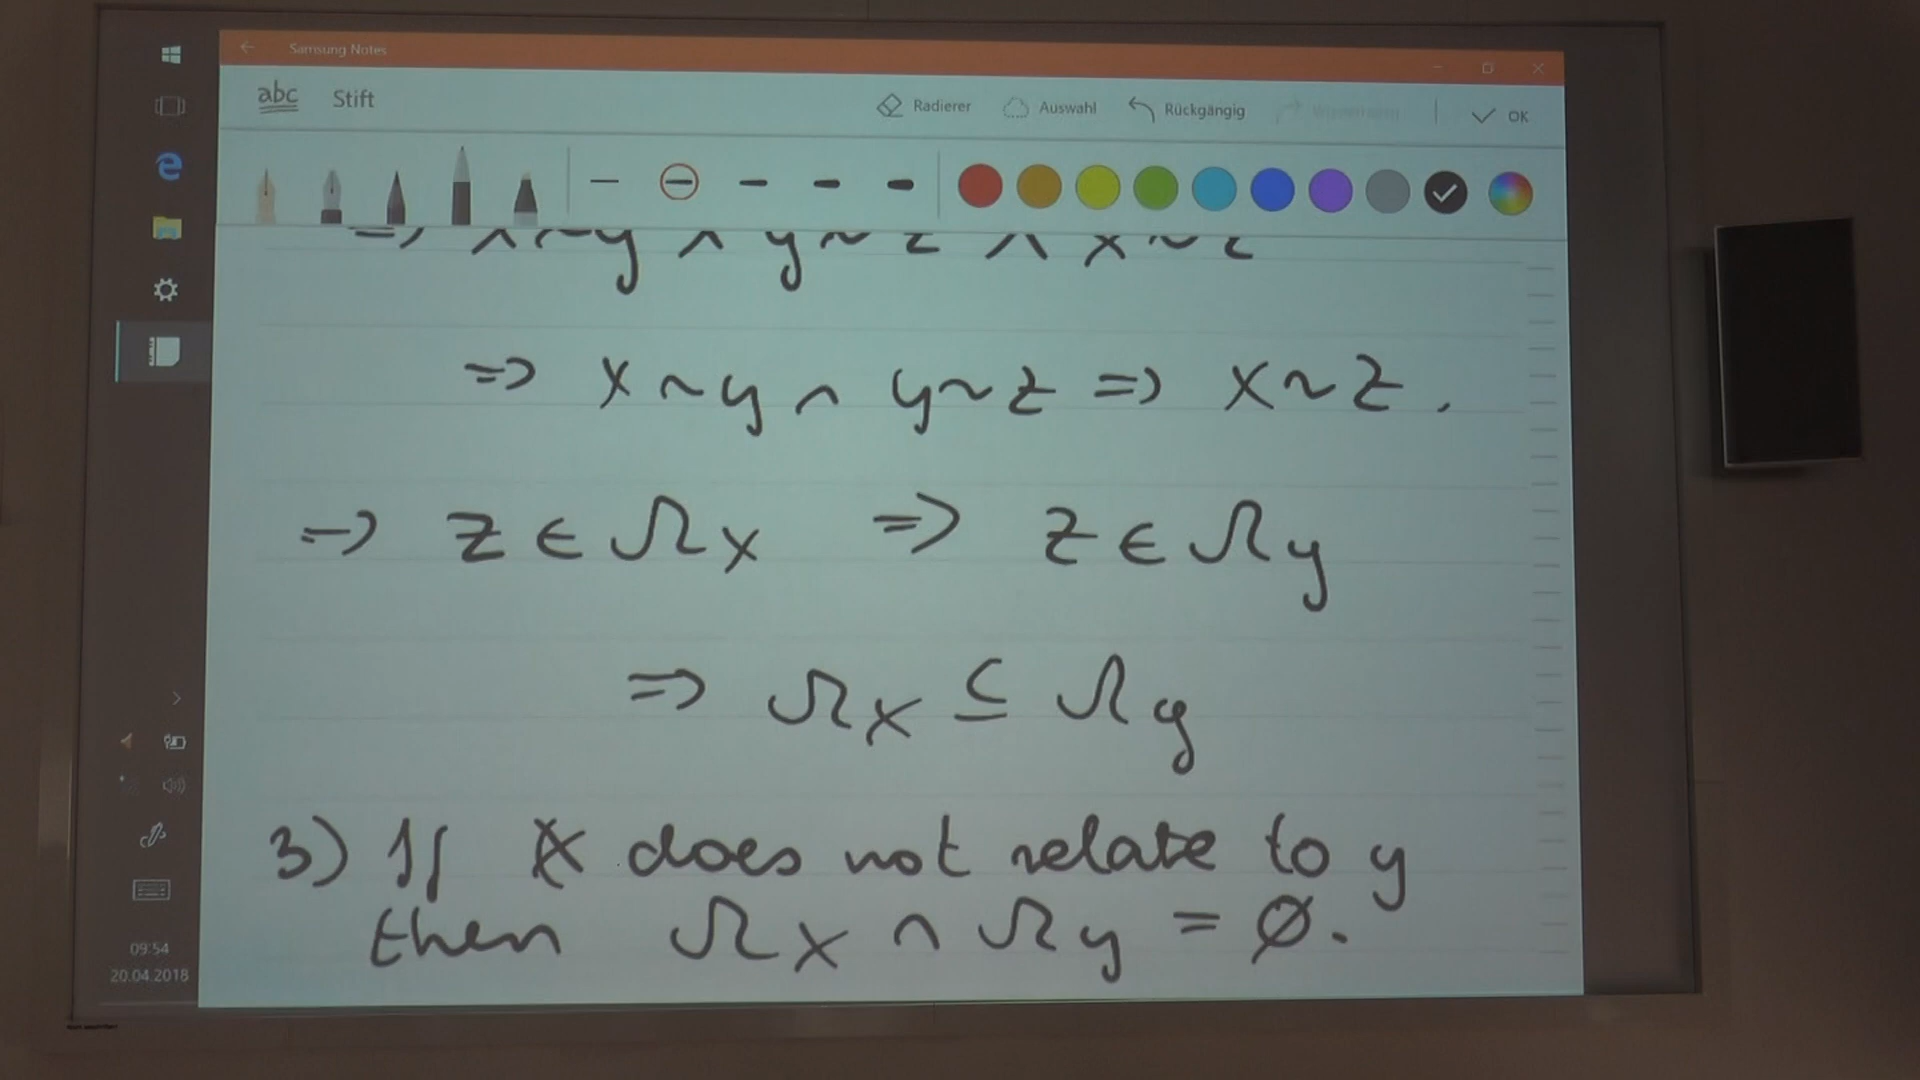 Samsung Notes
abc Stift Radierer Auswahl Rückgängig OK
=> x ~ y ∧ y ~ z ∧ x ~ z
=> x ~ y ∧ y ~ z => x ~ z .
=> z ∈ Ωx => z ∈ Ωy
=> Ωx ⊆ Ωy
3) If x does not relate to y
then Ωx ∩ Ωy = ∅.
09:54
20.04.2018